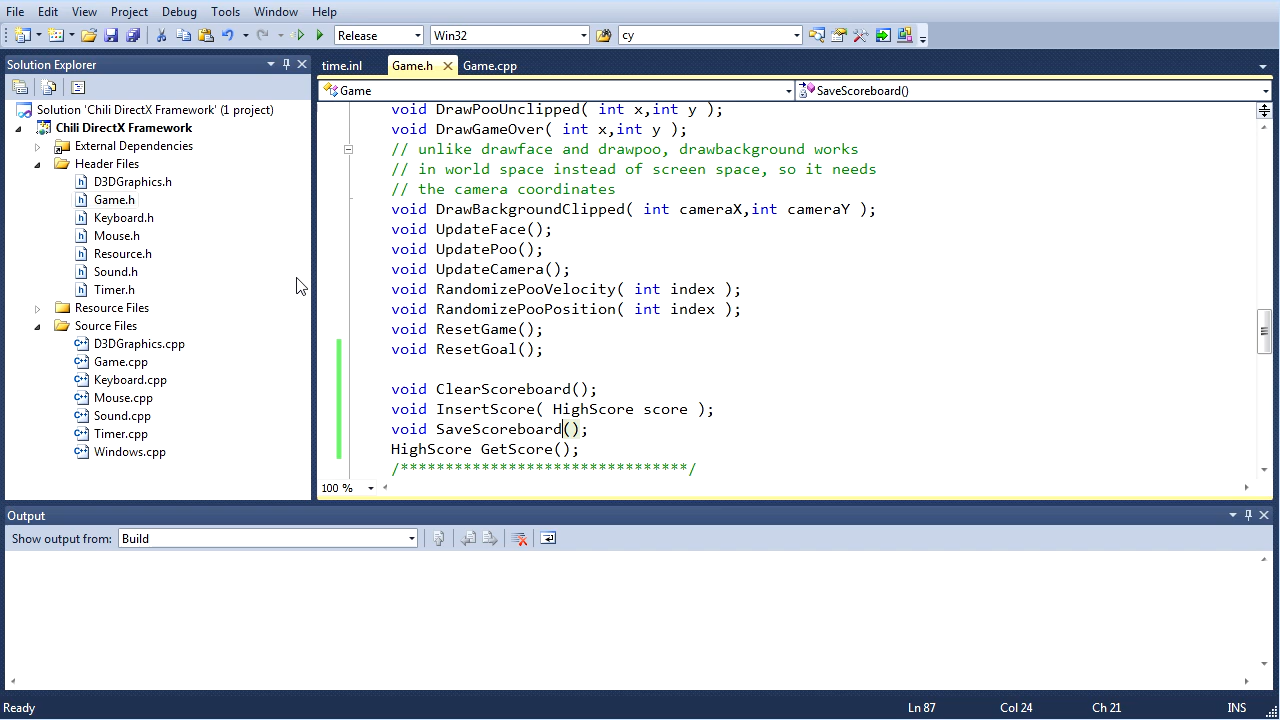 File Edit View Project Debug Tools Window Help
Release Win32 cy
Solution Explorer
Solution 'Chili DirectX Framework' (1 project)
Chili DirectX Framework
External Dependencies
Header Files
D3DGraphics.h
Game.h
Keyboard.h
Mouse.h
Resource.h
Sound.h
Timer.h
Resource Files
Source Files
D3DGraphics.cpp
Game.cpp
Keyboard.cpp
Mouse.cpp
Sound.cpp
Timer.cpp
Windows.cpp
time.inl Game.h Game.cpp
Game SaveScoreboard()
void DrawPooUnclipped( int x,int y );
void DrawGameOver( int x,int y );
// unlike drawface and drawpoo, drawbackground works
// in world space instead of screen space, so it needs
// the camera coordinates
void DrawBackgroundClipped( int cameraX,int cameraY );
void UpdateFace();
void UpdatePoo();
void UpdateCamera();
void RandomizePooVelocity( int index );
void RandomizePooPosition( int index );
void ResetGame();
void ResetGoal();
void ClearScoreboard();
void InsertScore( HighScore score );
void SaveScoreboard();
HighScore GetScore();
/********************************/
100 %
Output
Show output from: Build
Ready Ln 87 Col 24 Ch 21 INS